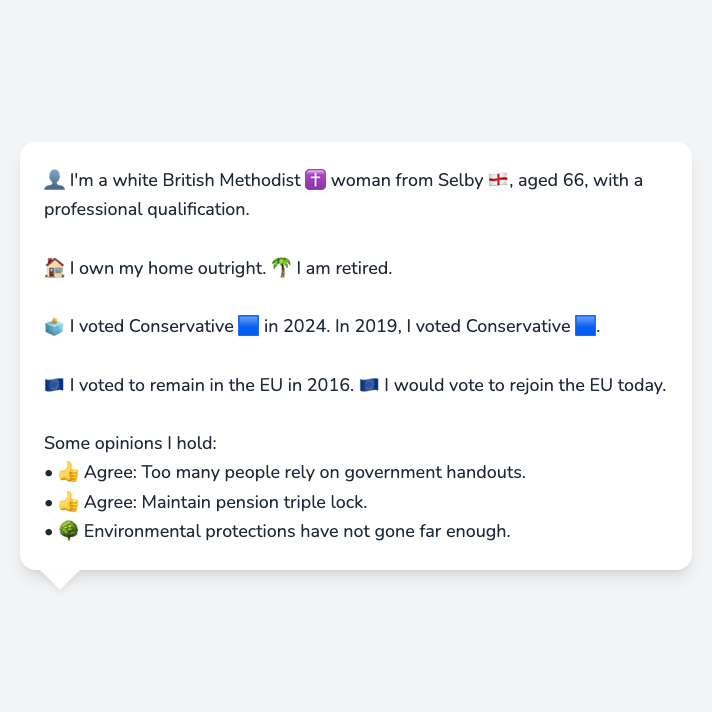 👤 I'm a white British Methodist ✝️ woman from Selby 🏴󠁧󠁢󠁥󠁮󠁧󠁿, aged 66, with a
professional qualification.
🏠 I own my home outright. 🌴 I am retired.
🗳️ I voted Conservative 🟦 in 2024. In 2019, I voted Conservative 🟦.
🇪🇺 I voted to remain in the EU in 2016. 🇪🇺 I would vote to rejoin the EU today.
Some opinions I hold:
• 👍 Agree: Too many people rely on government handouts.
• 👍 Agree: Maintain pension triple lock.
• 🌳 Environmental protections have not gone far enough.